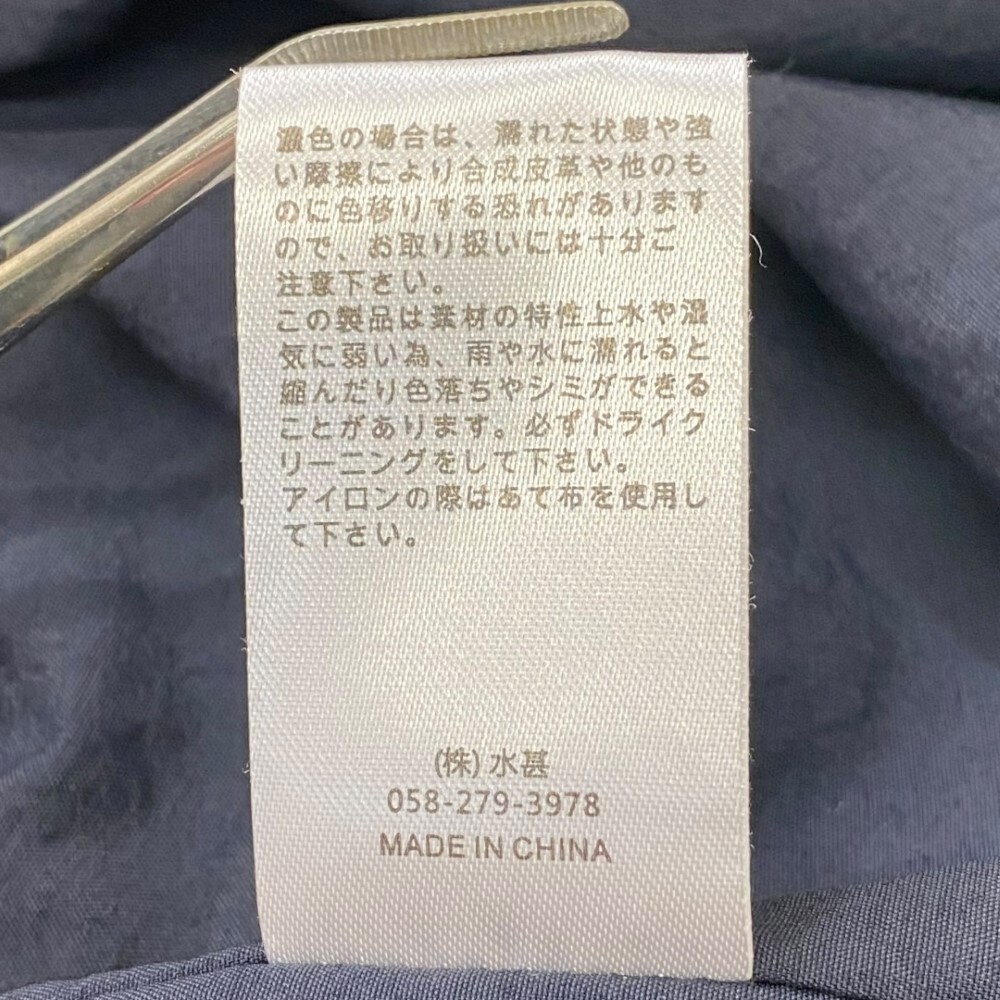 濃色の場合は、濡れた状態や強
い摩擦により合成皮革や他のも
のに色移りする恐れがあります
ので、お取り扱いには十分ご
注意下さい。
この製品は素材の特性上水や湿
気に弱い為、雨や水に濡れると
縮んだり色落ちやシミができる
ことがあります。必ずドライク
リーニングをして下さい。
アイロンの際はあて布を使用し
て下さい。
(株)水甚
058-279-3978
MADE IN CHINA